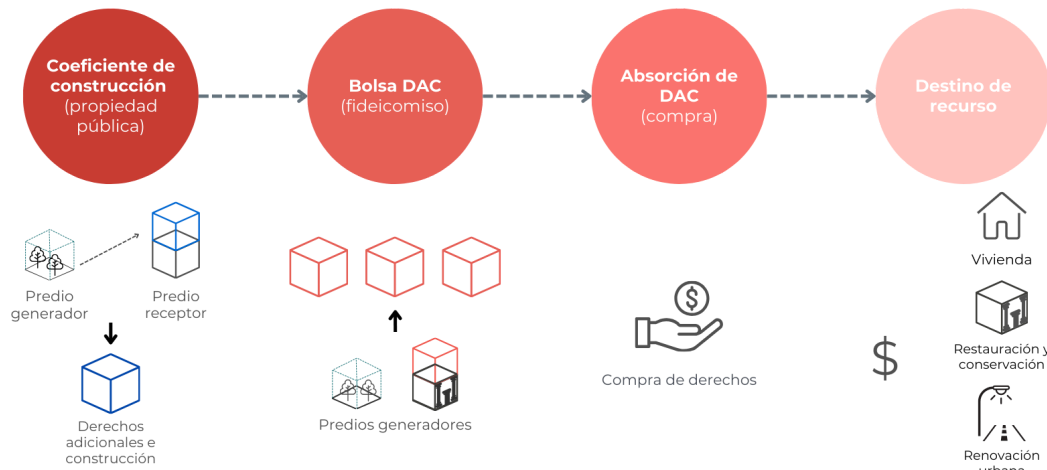 Coeficiente de
construcción
(propiedad
pública)
Bolsa DAC
(fideicomiso)
Absorción de
DAC
(compra)
Destino de
recurso
Predio
generador
Predio
receptor
Derechos
adicionales e
construcción
Predios generadores
$
Compra de derechos
$
Vivienda
Restauración y
conservación
Renovación
urbana